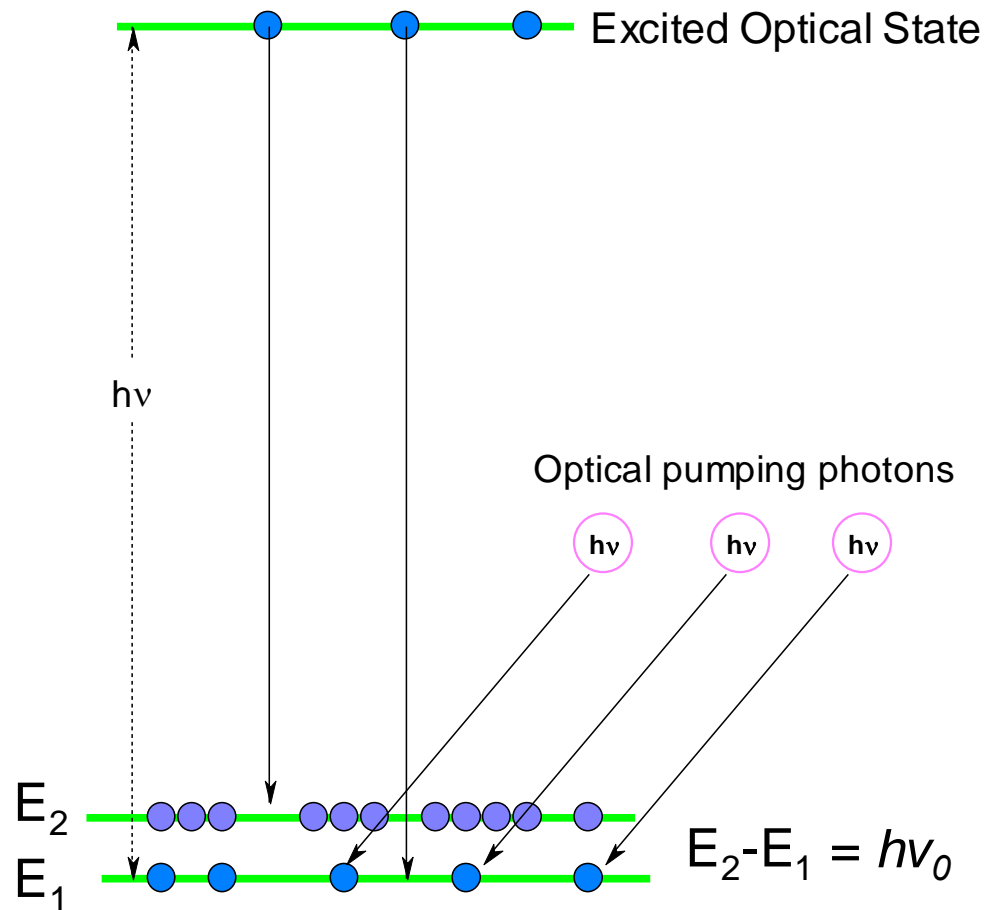 Excited Optical State
hν
Optical pumping photons
hν hν hν
E₂
E₂-E₁ = hν₀
E₁